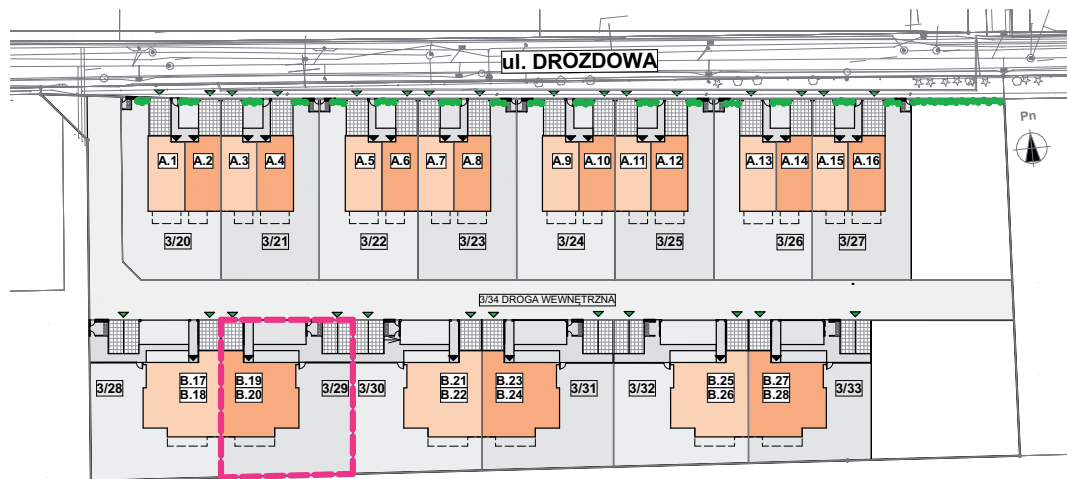 ul. DROZDOWA
Pn
A.1 A.2 A.3 A.4 A.5 A.6 A.7 A.8 A.9 A.10 A.11 A.12 A.13 A.14 A.15 A.16
3/20 3/21 3/22 3/23 3/24 3/25 3/26 3/27
3/34 DROGA WEWNĘTRZNA
3/28 B.17 B.19 3/29 3/30 B.21 B.23 3/31 3/32 B.25 B.27 3/33
B.18 B.20 B.22 B.24 B.26 B.28